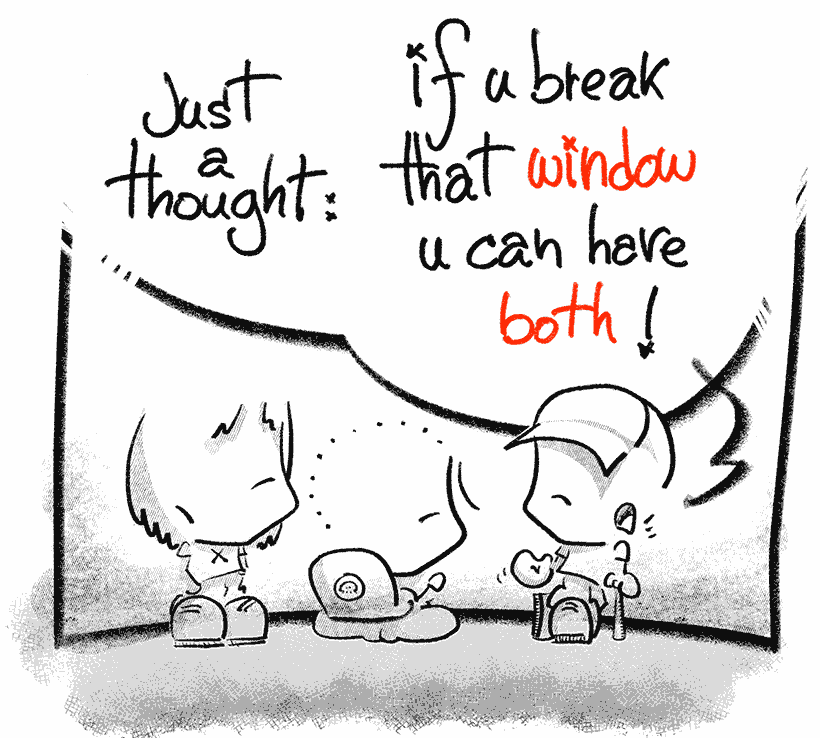 Just
a
thought:
if u break
that window
u can have
both!